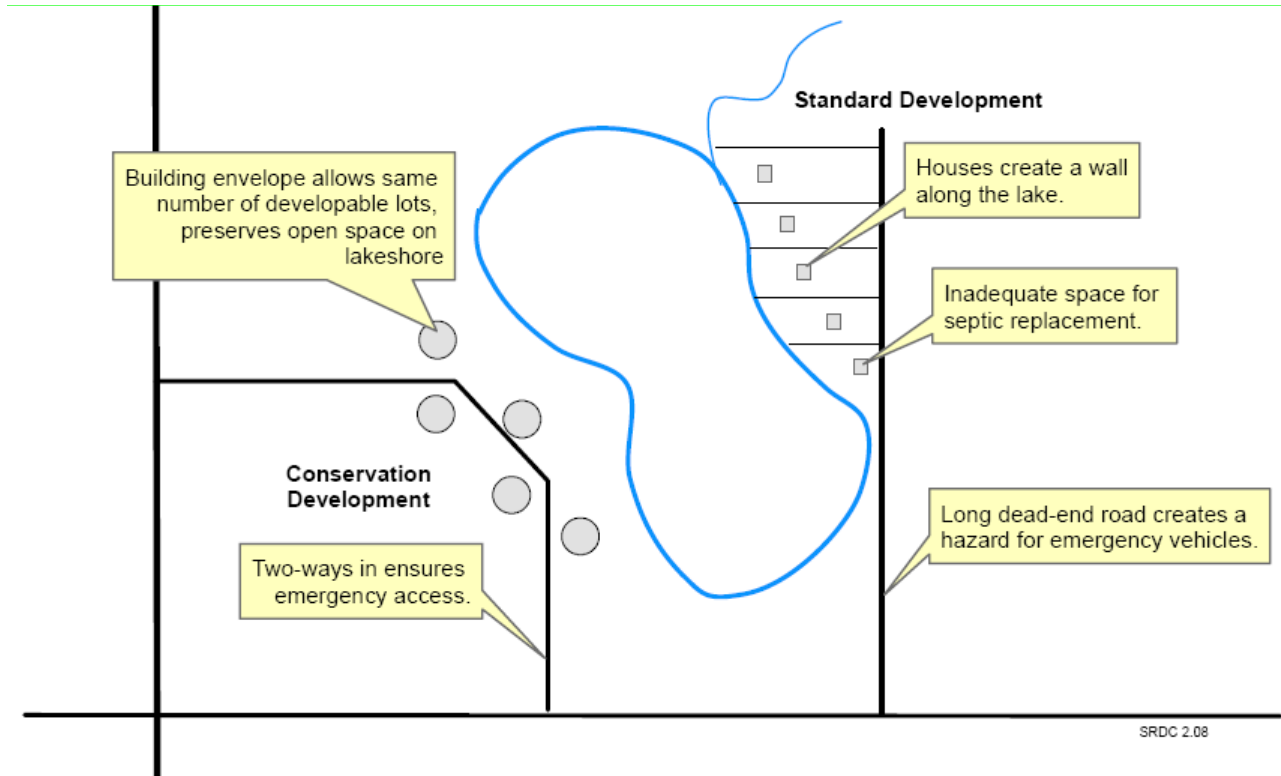 Standard Development
Building envelope allows same
number of developable lots,
preserves open space on
lakeshore
Houses create a wall
along the lake.
Inadequate space for
septic replacement.
Conservation
Development
Long dead-end road creates a
hazard for emergency vehicles.
Two-ways in ensures
emergency access.
SRDC 2.08